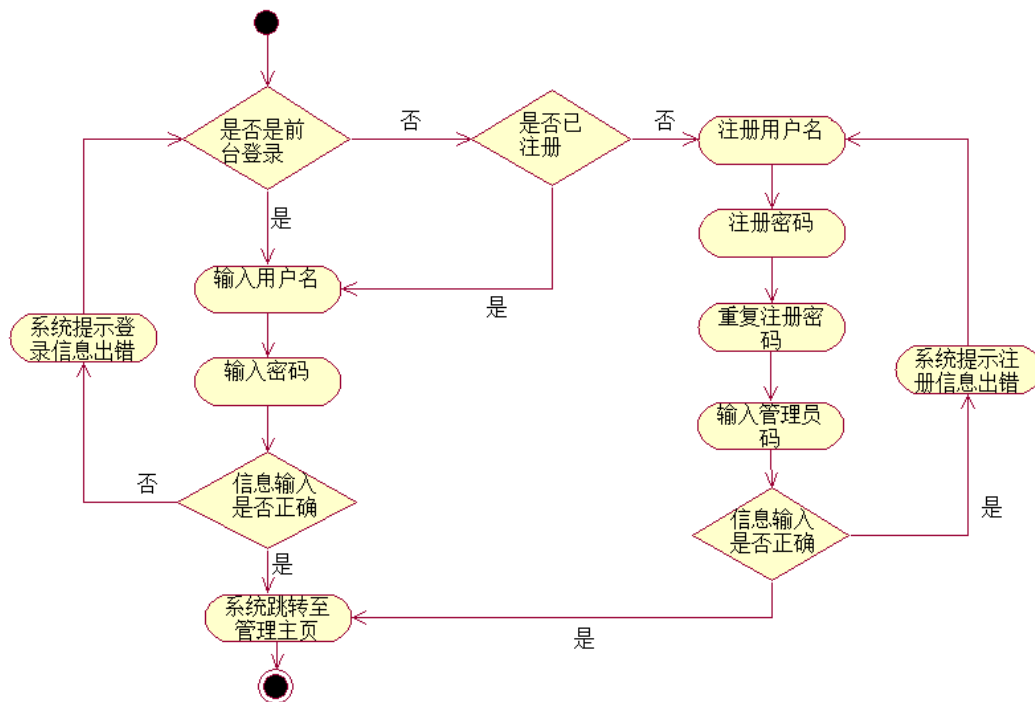 是否是前
台登录
否
是否已
注册
否
注册用户名
是
注册密码
输入用户名
是
系统提示登
录信息出错
重复注册密
码
输入密码
系统提示注
册信息出错
输入管理员
码
否
信息输入
是否正确
信息输入
是否正确
是
是
系统跳转至
管理主页
是